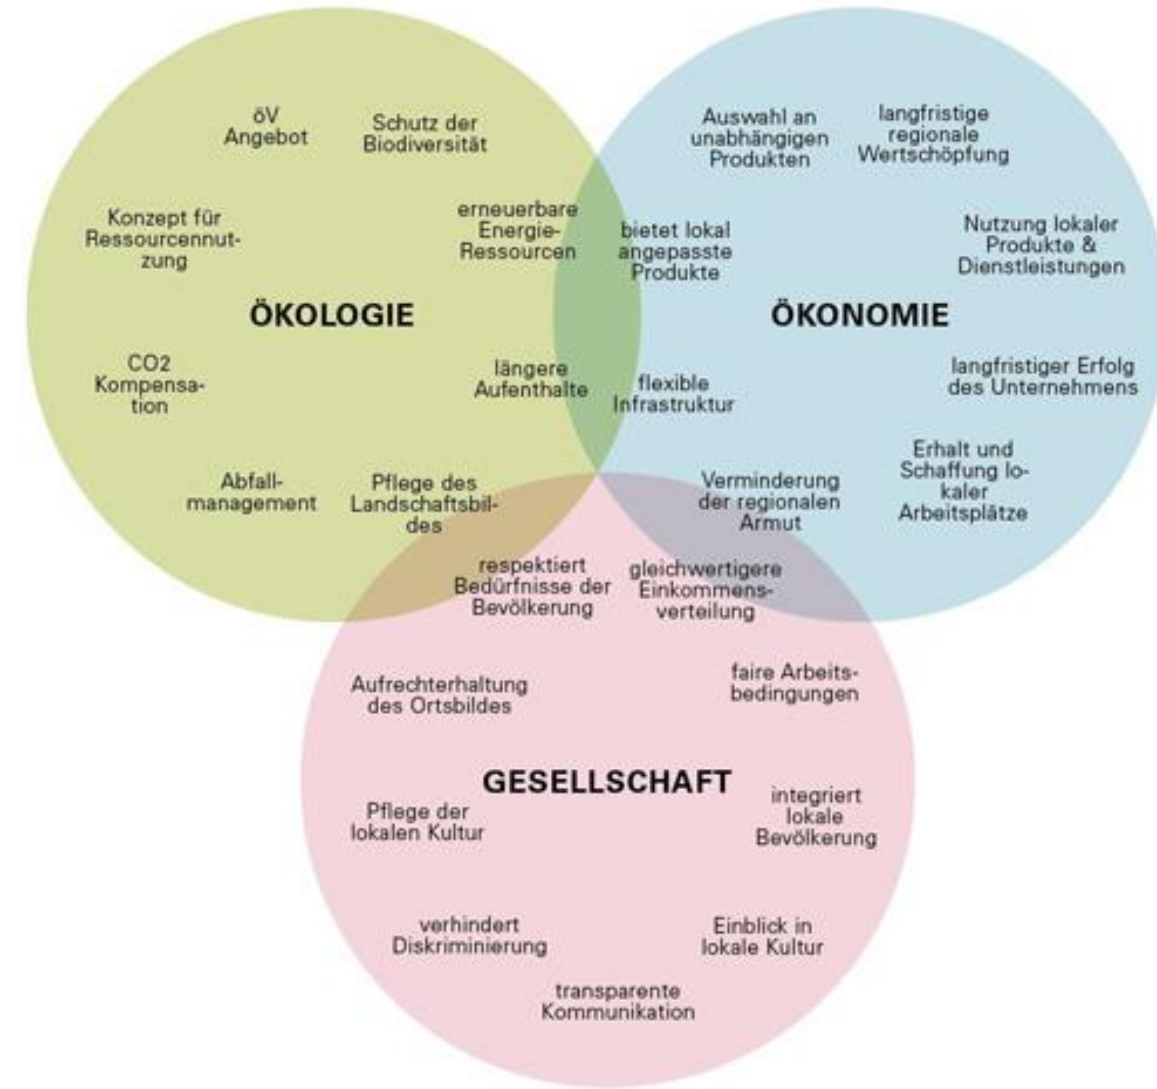 öV
Angebot
Schutz der
Biodiversität
Konzept für
Ressourcennut-
zung
erneuerbare
Energie-
Ressourcen
ÖKOLOGIE
CO2
Kompensa-
tion
längere
Aufenthalte
Abfall-
management
Pflege des
Landschaftsbil-
des
Auswahl an
unabhängigen
Produkten
langfristige
regionale
Wertschöpfung
bietet lokal
angepasste
Produkte
Nutzung lokaler
Produkte &
Dienstleistungen
ÖKONOMIE
flexible
Infrastruktur
langfristiger Erfolg
des Unternehmens
Verminderung
der regionalen
Armut
Erhalt und
Schaffung lo-
kaler
Arbeitsplätze
respektiert
Bedürfnisse der
Bevölkerung
gleichwertigere
Einkommens-
verteilung
Aufrechterhaltung
des Ortsbildes
faire Arbeits-
bedingungen
GESELLSCHAFT
Pflege der
lokalen Kultur
integriert
lokale
Bevölkerung
verhindert
Diskriminierung
Einblick in
lokale Kultur
transparente
Kommunikation